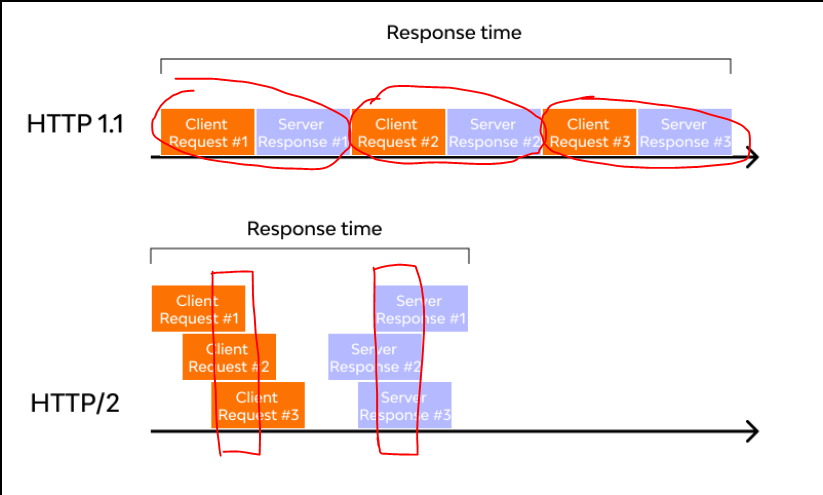 Response time
HTTP 1.1
Client
Request #1
Server
Response #1
Client
Request #2
Server
Response #2
Client
Request #3
Server
Response #3
Response time
HTTP/2
Client
Request #1
Server
Response #1
Client
Request #2
Server
Response #2
Client
Request #3
Server
Response #3